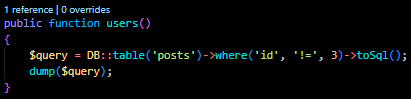 1 reference | 0 overrides
public function users()
{
$query = DB::table('posts')->where('id', '!=', 3)->toSql();
dump($query);
}